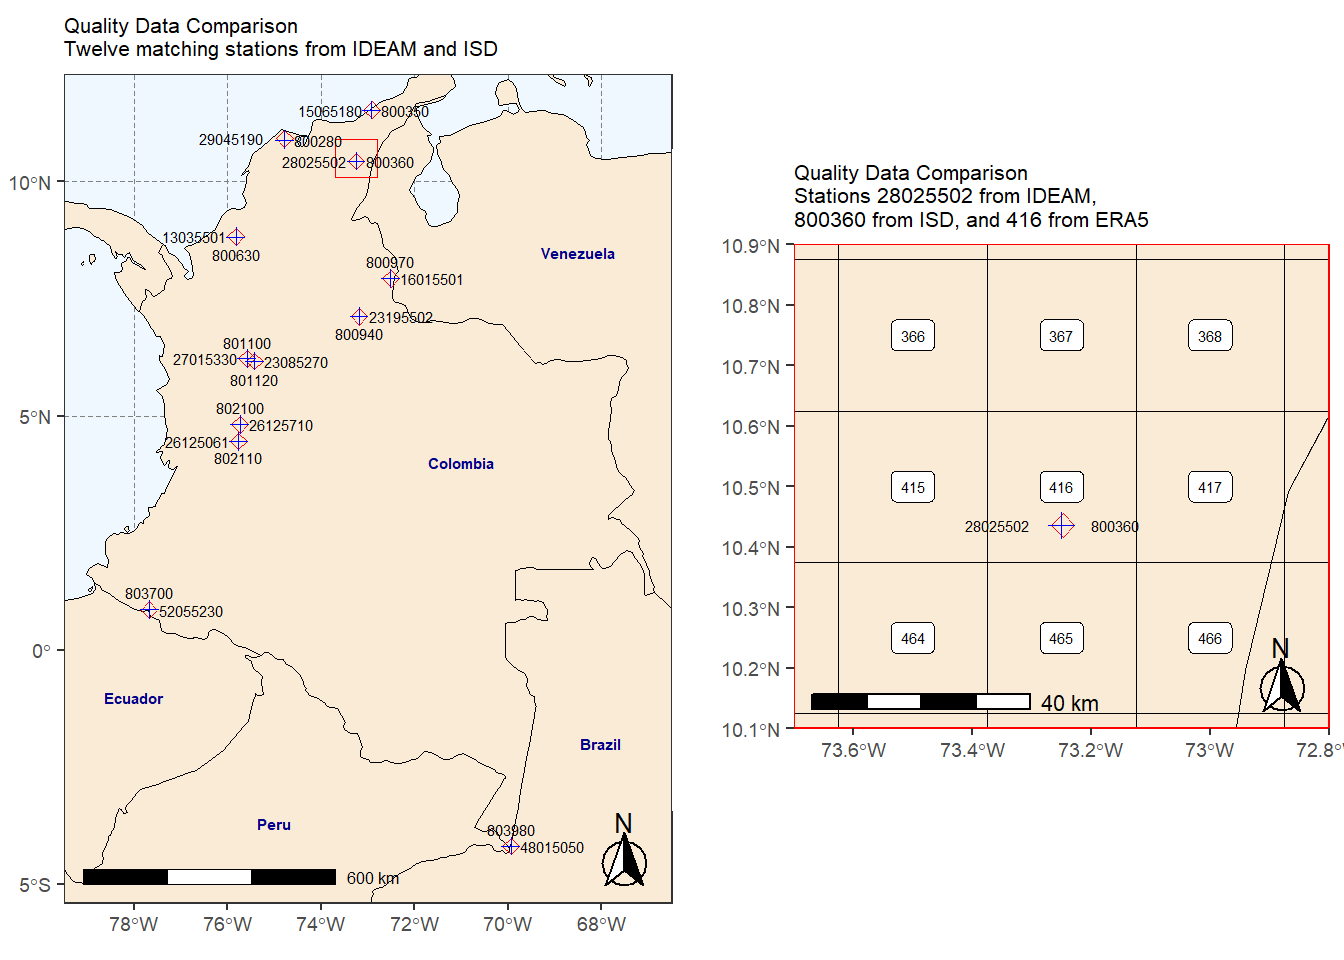 Quality Data Comparison
Twelve matching stations from IDEAM and ISD
15065180 800350
29045190 800280
28025502 800360
10°N
13035501
800630
Venezuela
800970
16015501
23195502
800940
801100
27015330 23085270
801120
802100
5°N
26125710
26125061
802110
Colombia
803700
52055230
0°
Ecuador
Brazil
Peru
803980
48015050
N
600 km
5°S
78°W 76°W 74°W 72°W 70°W 68°W
Quality Data Comparison
Stations 28025502 from IDEAM,
800360 from ISD, and 416 from ERA5
10.9°N
10.8°N
366 367 368
10.7°N
10.6°N
10.5°N
415 416 417
28025502 800360
10.4°N
10.3°N
464 465 466
N
10.2°N
40 km
10.1°N
73.6°W 73.4°W 73.2°W 73°W 72.8°